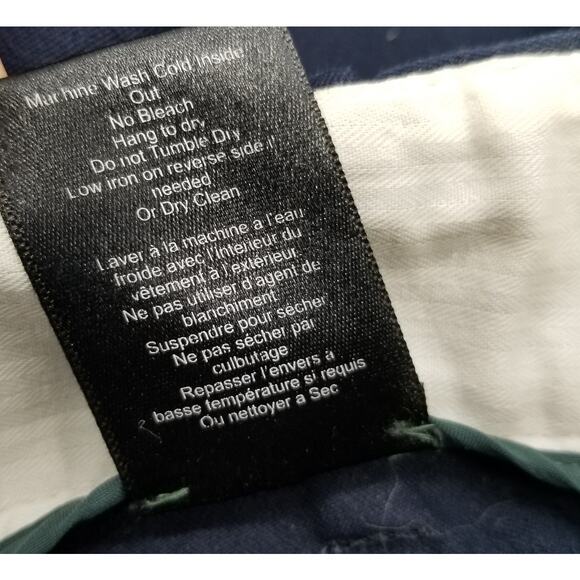 Machine Wash Cold Inside
Out
No Bleach
Hang to dry
Do not Tumble Dry
Low iron on reverse side i
needed
Or Dry Clean
Laver à la machine à l'eau
froide avec l'interieur du
vêtement à l'extérieur
Ne pas utiliser d'agent de
blanchiment
Suspendre pour sécher
Ne pas sécher par
culbutage
Repasser l'envers à
basse température si requis
Ou nettoyer a Sec